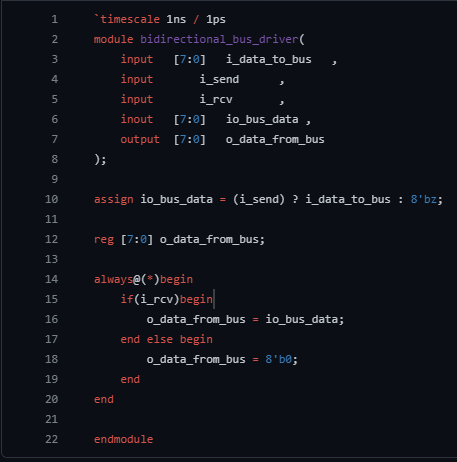 1 `timescale 1ns / 1ps
2 module bidirectional_bus_driver(
3 input [7:0] i_data_to_bus ,
4 input i_send ,
5 input i_rcv ,
6 inout [7:0] io_bus_data ,
7 output [7:0] o_data_from_bus
8 );
9
10 assign io_bus_data = (i_send) ? i_data_to_bus : 8'bz;
11
12 reg [7:0] o_data_from_bus;
13
14 always@(*)begin
15 if(i_rcv)begin
16 o_data_from_bus = io_bus_data;
17 end else begin
18 o_data_from_bus = 8'b0;
19 end
20 end
21
22 endmodule